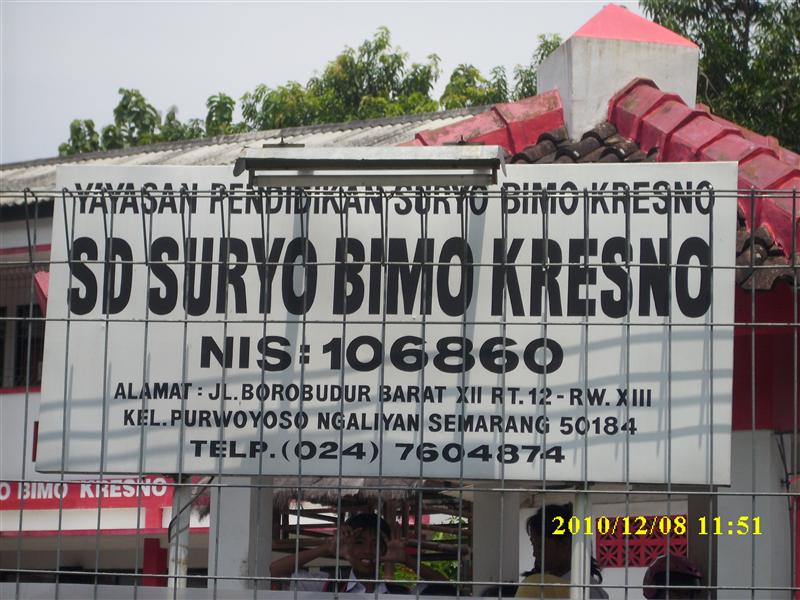 YAYASAN PENDIDIKAN SURYO BIMO KRESNO
SD SURYO BIMO KRESNO
NIS: 106860
ALAMAT : JL. BOROBUDUR BARAT XII RT. 12 - RW. XIII
KEL. PURWOYOSO NGALIYAN SEMARANG 50184
TELP. (024) 7604874
O BIMO KRESNO
2010/12/08 11:51